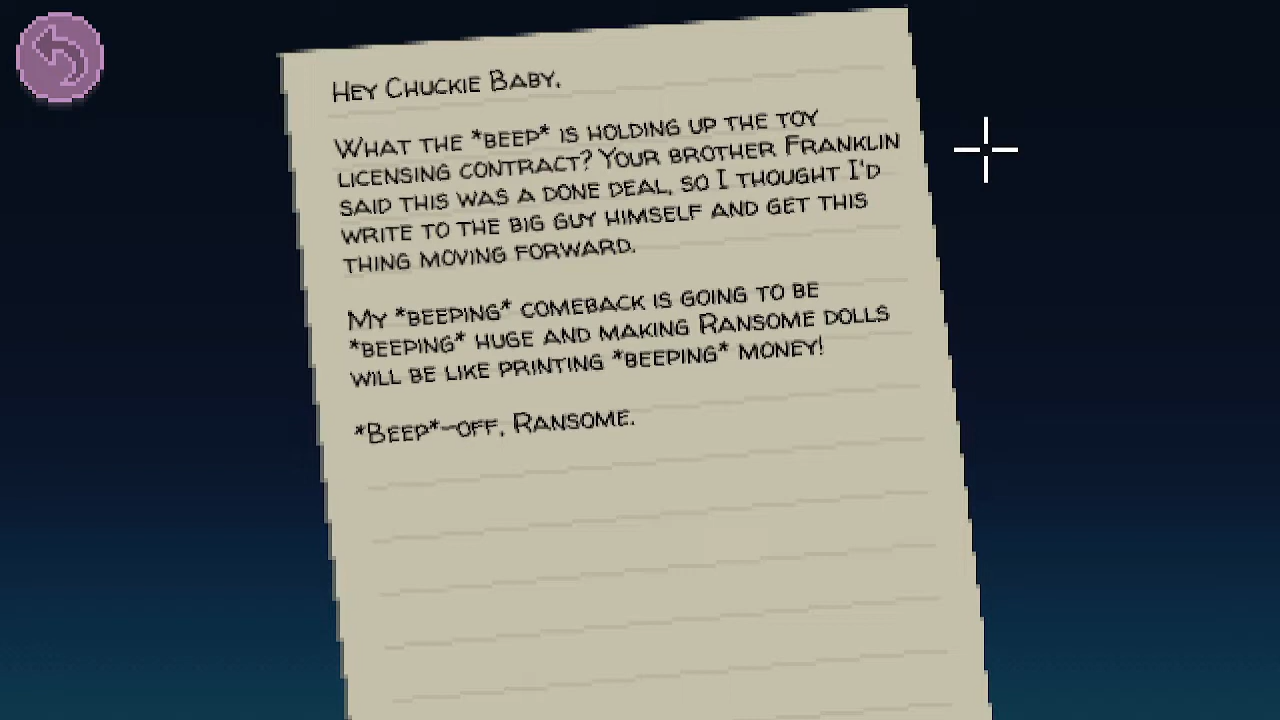 Hey Chuckie Baby,
What the *beep* is holding up the toy
licensing contract? Your brother Franklin
said this was a done deal, so I thought I'd
write to the big guy himself and get this
thing moving forward.
My *beeping* comeback is going to be
*beeping* huge and making Ransome dolls
will be like printing *beeping* money!
*Beep*-off, Ransome.